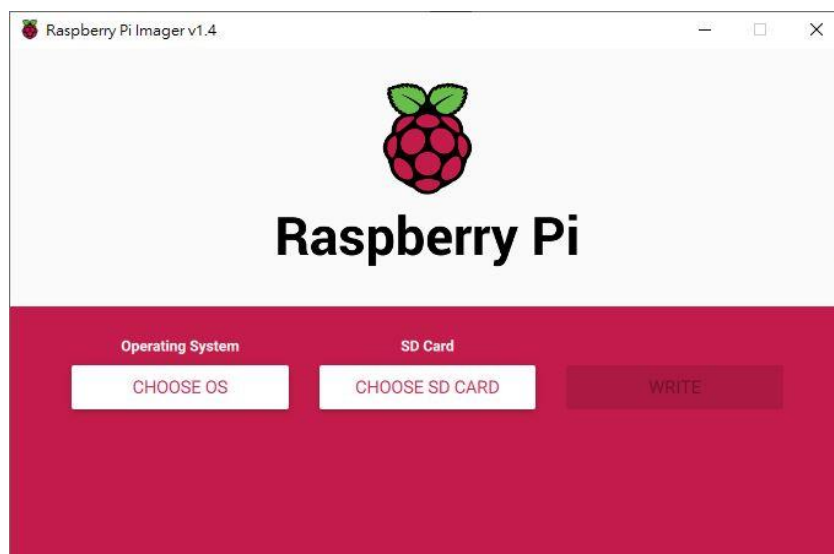 Raspberry Pi Imager v1.4
Raspberry Pi
Operating System
SD Card
CHOOSE OS
CHOOSE SD CARD
WRITE